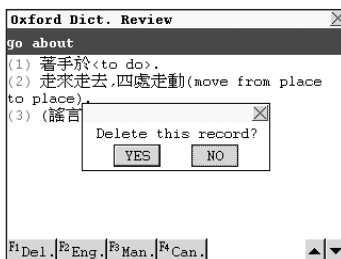 Oxford Dict. Review
go about
(1) 著手於<to do>.
(2) 走來走去,四處走動(move from place
to place).
(3) (謠言
Delete this record?
YES NO
F1Del. F2Eng. F3Man. F4Can.